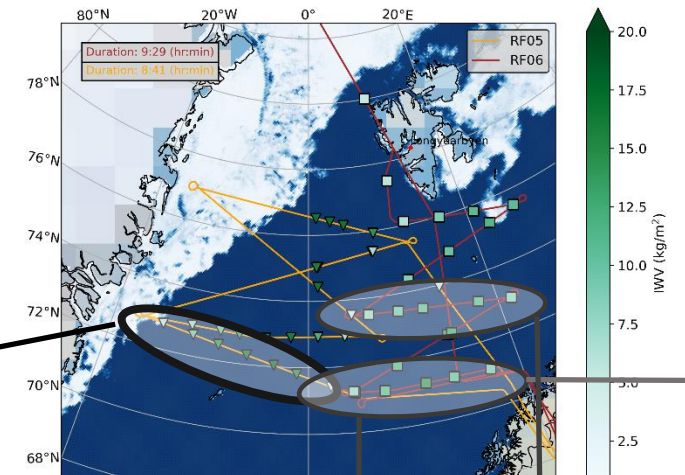 80°W 20°W 0° 20°E
Duration: 9:29 (hr:min)
Duration: 8:41 (hr:min)
RF05
RF06
78°N
76°N
74°N
72°N
70°N
68°N
Longyearbyen
20.0
17.5
15.0
12.5
10.0
7.5
5.0
2.5
IWV (kg/m²)